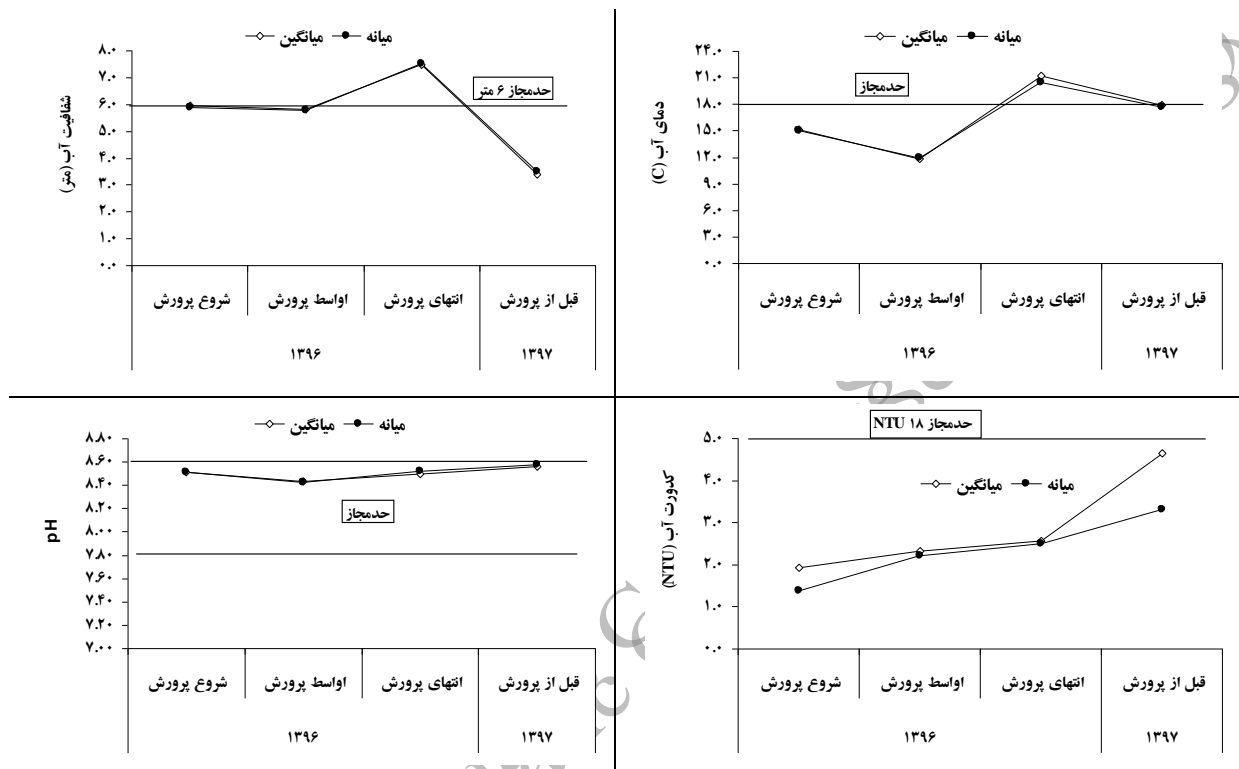 میانگین میانه
۸.۰
۷.۰
۶.۰
۵.۰
۴.۰
۳.۰
۲.۰
۱.۰
۰.۰
شفافیت آب (متر)
حدمجاز ۶ متر
شروع پرورش اواسط پرورش انتهای پرورش قبل از پرورش
۱۳۹۶ ۱۳۹۷
میانگین میانه
۲۴.۰
۲۱.۰
۱۸.۰
۱۵.۰
۱۲.۰
۹.۰
۶.۰
۳.۰
۰.۰
دمای آب (C)
حدمجاز
شروع پرورش اواسط پرورش انتهای پرورش قبل از پرورش
۱۳۹۶ ۱۳۹۷
میانگین میانه
۸.۸۰
۸.۶۰
۸.۴۰
۸.۲۰
۸.۰۰
۷.۸۰
۷.۶۰
۷.۴۰
۷.۲۰
۷.۰۰
pH
حدمجاز
شروع پرورش اواسط پرورش انتهای پرورش قبل از پرورش
۱۳۹۶ ۱۳۹۷
حدمجاز ۱۸ NTU
۵.۰
۴.۰
۳.۰
۲.۰
۱.۰
۰.۰
کدورت آب (NTU)
میانگین میانه
شروع پرورش اواسط پرورش انتهای پرورش قبل از پرورش
۱۳۹۶ ۱۳۹۷